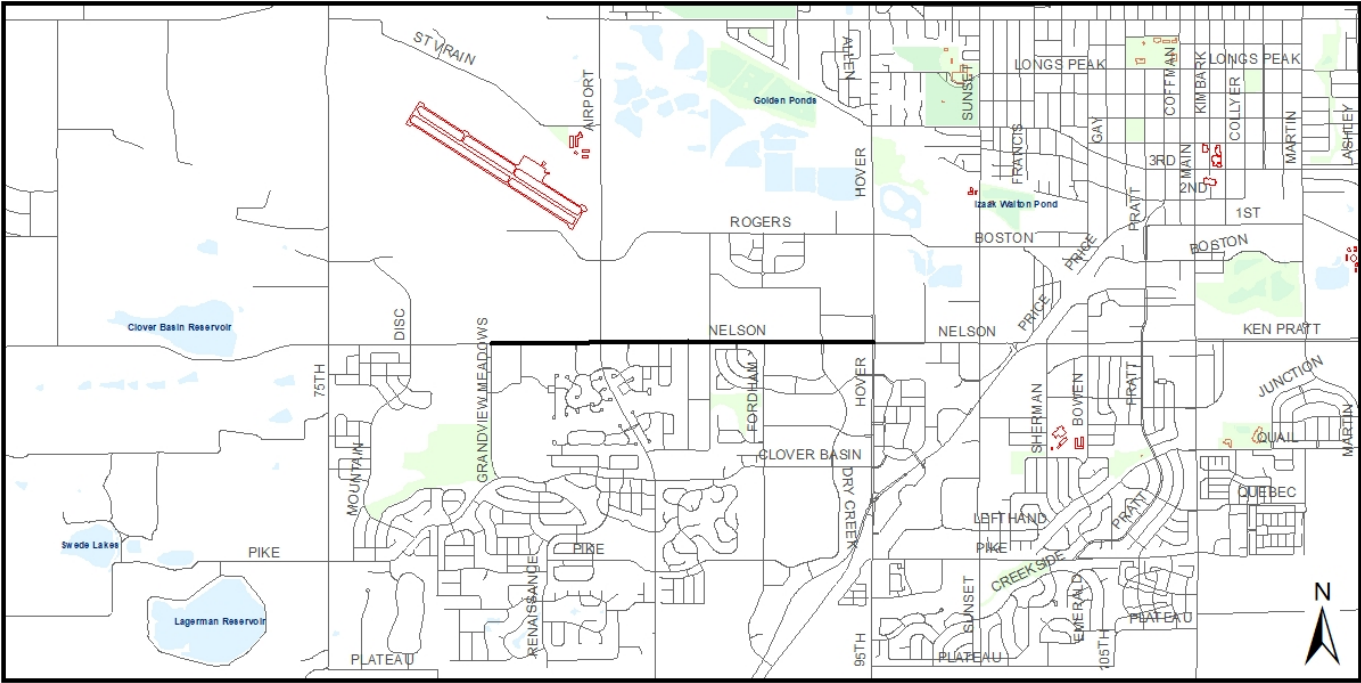 ST VRAIN
AIRPORT
ALLEN
SUNSET
LONGS PEAK
COFFMAN
KIMBARK
LONGS PEAK
COLLYER
Golden Ponds
HOVER
FRANCIS
GAY
3RD
MAIN
MARTIN
ASHLEY
2ND
PRATT
Izaak Walton Pond
1ST
ROGERS
BOSTON
PRICE
BOSTON
Clover Basin Reservoir
DISC
NELSON
NELSON
PRICE
KEN PRATT
75TH
GRANDVIEW MEADOWS
FORDHAM
HOVER
SHERMAN
BOWEN
PRATT
JUNCTION
MARTIN
QUAIL
MOUNTAIN
CLOVER BASIN
DRY CREEK
LEFT HAND
PRATT
QUEBEC
Swede Lakes
PIKE
PIKE
PIKE
CREEKSIDE
RENAISSANCE
SUNSET
EMERALD
PLATEAU
N
Lagerman Reservoir
PLATEAU
95TH
PLATEAU
105TH